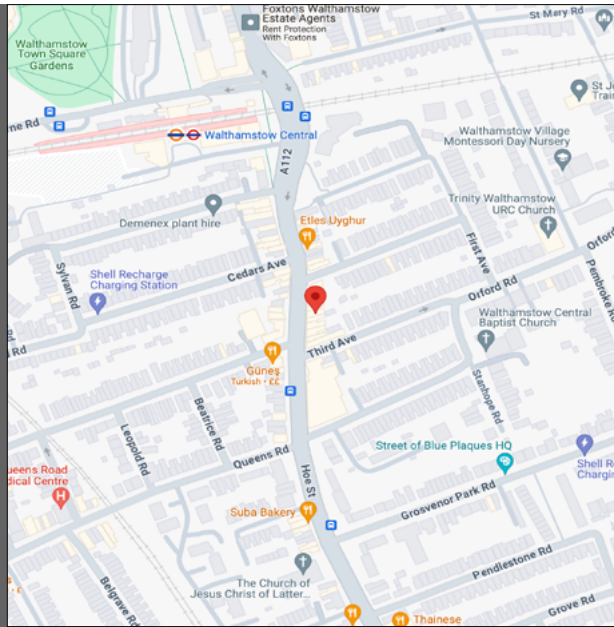 Foxtons Walthamstow
Estate Agents
Rent Protection
With Foxtons
St Mary Rd
Walthamstow
Town Square
Gardens
St
Walthamstow Central
A112
Walthamstow Village
Montessori Day Nursery
Trinity Walthamstow
URC Church
Demenex plant hire
Etles Uyghur
First Ave
Orford
Pembroke Rd
Sylvan Rd
Shell Recharge
Charging Station
Cedars Ave
Orford Rd
Rd
Third Ave
Walthamstow Central
Baptist Church
Güneş
Turkish · ££
Stanhope Rd
Beatrice Rd
Leopold Rd
Queens Rd
Street of Blue Plaques HQ
Shell
ueens Road
dical Centre
Hoe St
Grosvenor Park Rd
Suba Bakery
Pendlestone Rd
The Church of
Jesus Christ of Latter...
Belgrave Rd
Grove Rd
Thainese